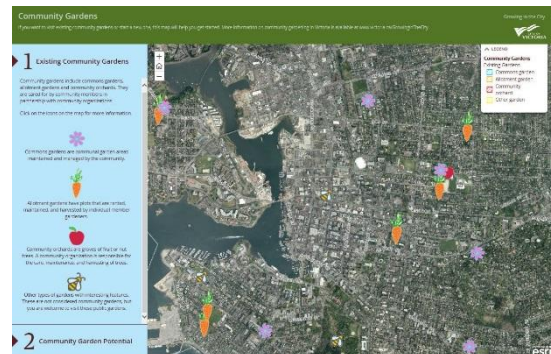 Community Gardens
Growing in the City
If you want to visit existing community gardens or start a new one, this map will help you get started. More information on community gardening in Victoria is available at
VICTORIA
1 Existing Community Gardens
Community gardens include commons gardens,
allotment gardens and community orchards. They
are cared for by community members in
partnership with community organizations.
Click on the icons on the map for more information.
Commons gardens are communal garden areas
maintained and managed by the community.
Allotment gardens have plots that are rented,
maintained, and harvested by individual member
gardeners.
Community orchards are groves of fruit or nut
trees. A community organization is responsible for
the care, maintenance, and harvesting of trees.
Other types of gardens with interesting features.
These are not considered community gardens, but
you are welcome to visit these public gardens.
2 Community Garden Potential
LEGEND
Community Gardens
Existing Gardens
Commons garden
Allotment garden
Community
orchard
Other garden
esri